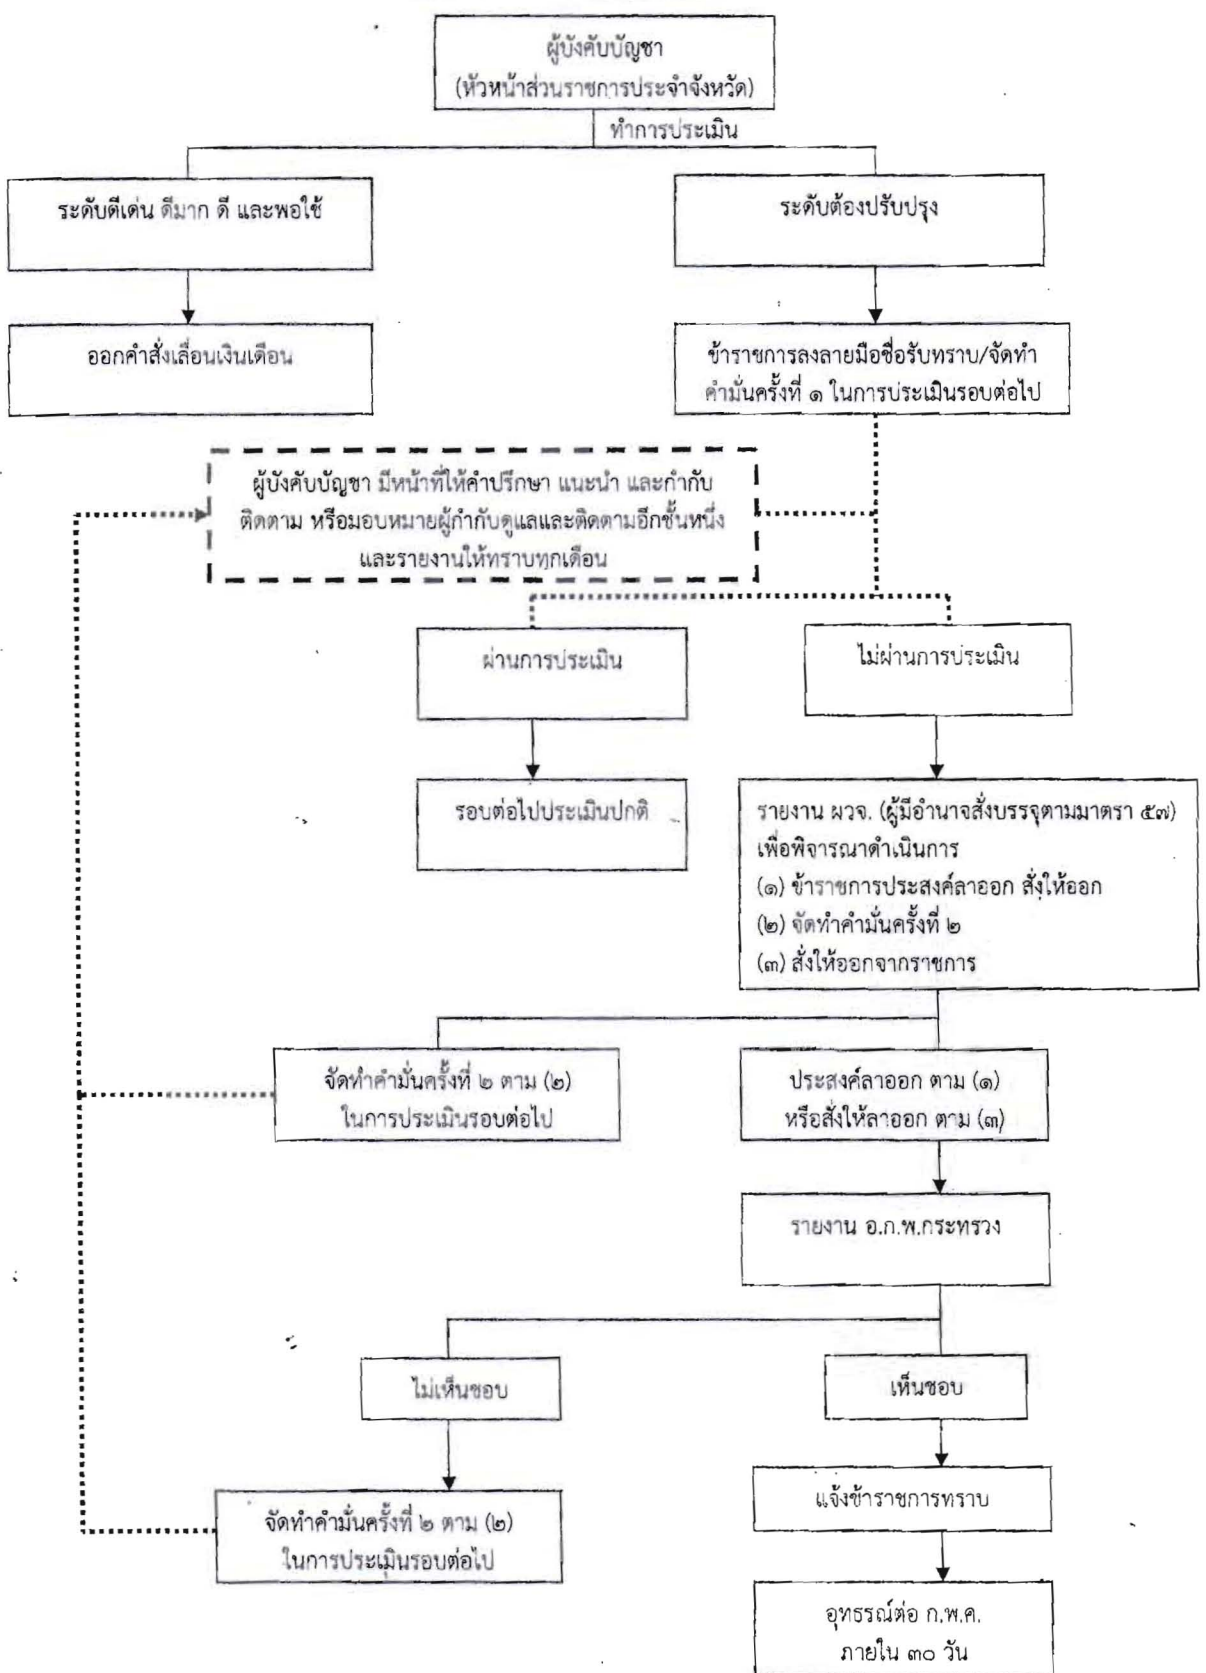 ผู้บังคับบัญชา
(หัวหน้าส่วนราชการประจำจังหวัด)
ทำการประเมิน
ระดับดีเด่น ดีมาก ดี และพอใช้
ระดับต้องปรับปรุง
ออกคำสั่งเลื่อนเงินเดือน
ข้าราชการลงลายมือชื่อรับทราบ/จัดทำ
คำมั่นครั้งที่ ๑ ในการประเมินรอบต่อไป
ผู้บังคับบัญชา มีหน้าที่ให้คำปรึกษา แนะนำ และกำกับ
ติดตาม หรือมอบหมายผู้กำกับดูแลและติดตามอีกชั้นหนึ่ง
และรายงานให้ทราบทุกเดือน
ผ่านการประเมิน
ไม่ผ่านการประเมิน
รอบต่อไปประเมินปกติ
รายงาน ผวจ. (ผู้มีอำนาจสั่งบรรจุตามมาตรา ๕๗)
เพื่อพิจารณาดำเนินการ
(๑) ข้าราชการประสงค์ลาออก สั่งให้ออก
(๒) จัดทำคำมั่นครั้งที่ ๒
(๓) สั่งให้ออกจากราชการ
จัดทำคำมั่นครั้งที่ ๒ ตาม (๒)
ในการประเมินรอบต่อไป
ประสงค์ลาออก ตาม (๑)
หรือสั่งให้ลาออก ตาม (๓)
รายงาน อ.ก.พ.กระทรวง
ไม่เห็นชอบ
เห็นชอบ
จัดทำคำมั่นครั้งที่ ๒ ตาม (๒)
ในการประเมินรอบต่อไป
แจ้งข้าราชการทราบ
อุทธรณ์ต่อ ก.พ.ค.
ภายใน ๓๐ วัน